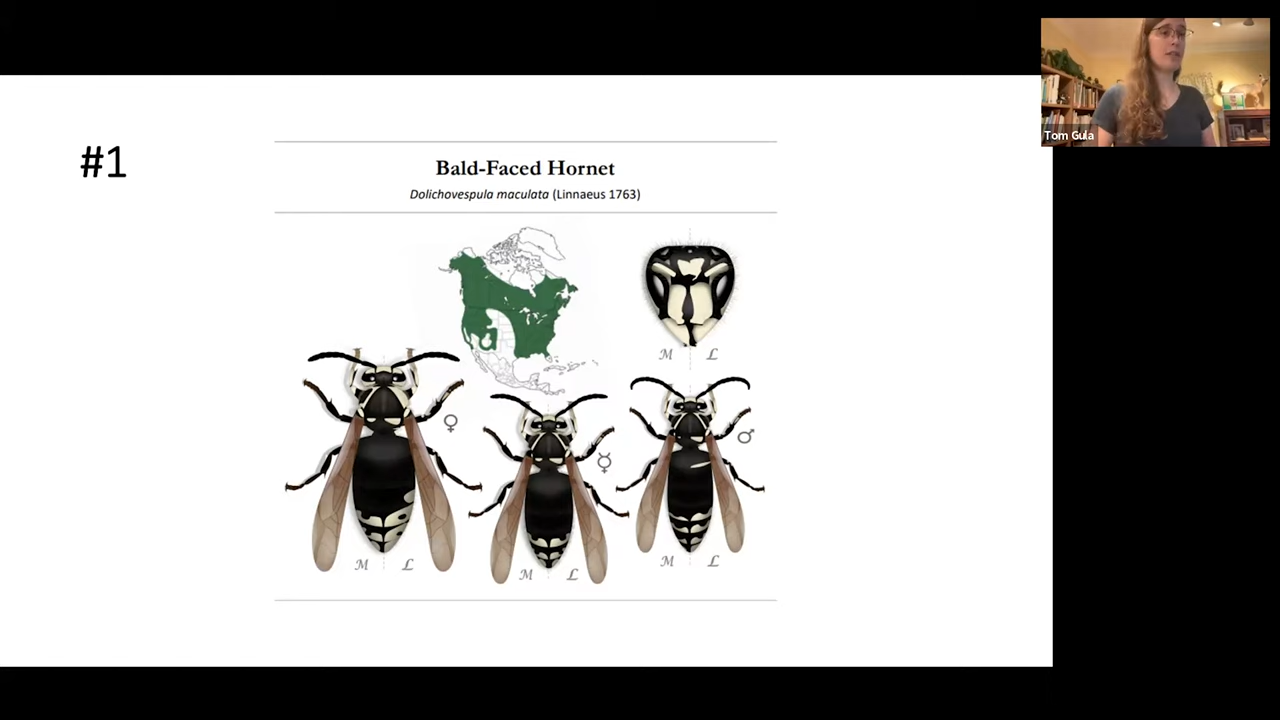 #1
Bald-Faced Hornet
Dolichovespula maculata (Linnaeus 1763)
M L
♀
☿
♂
M L
M L
M L
Tom Gula